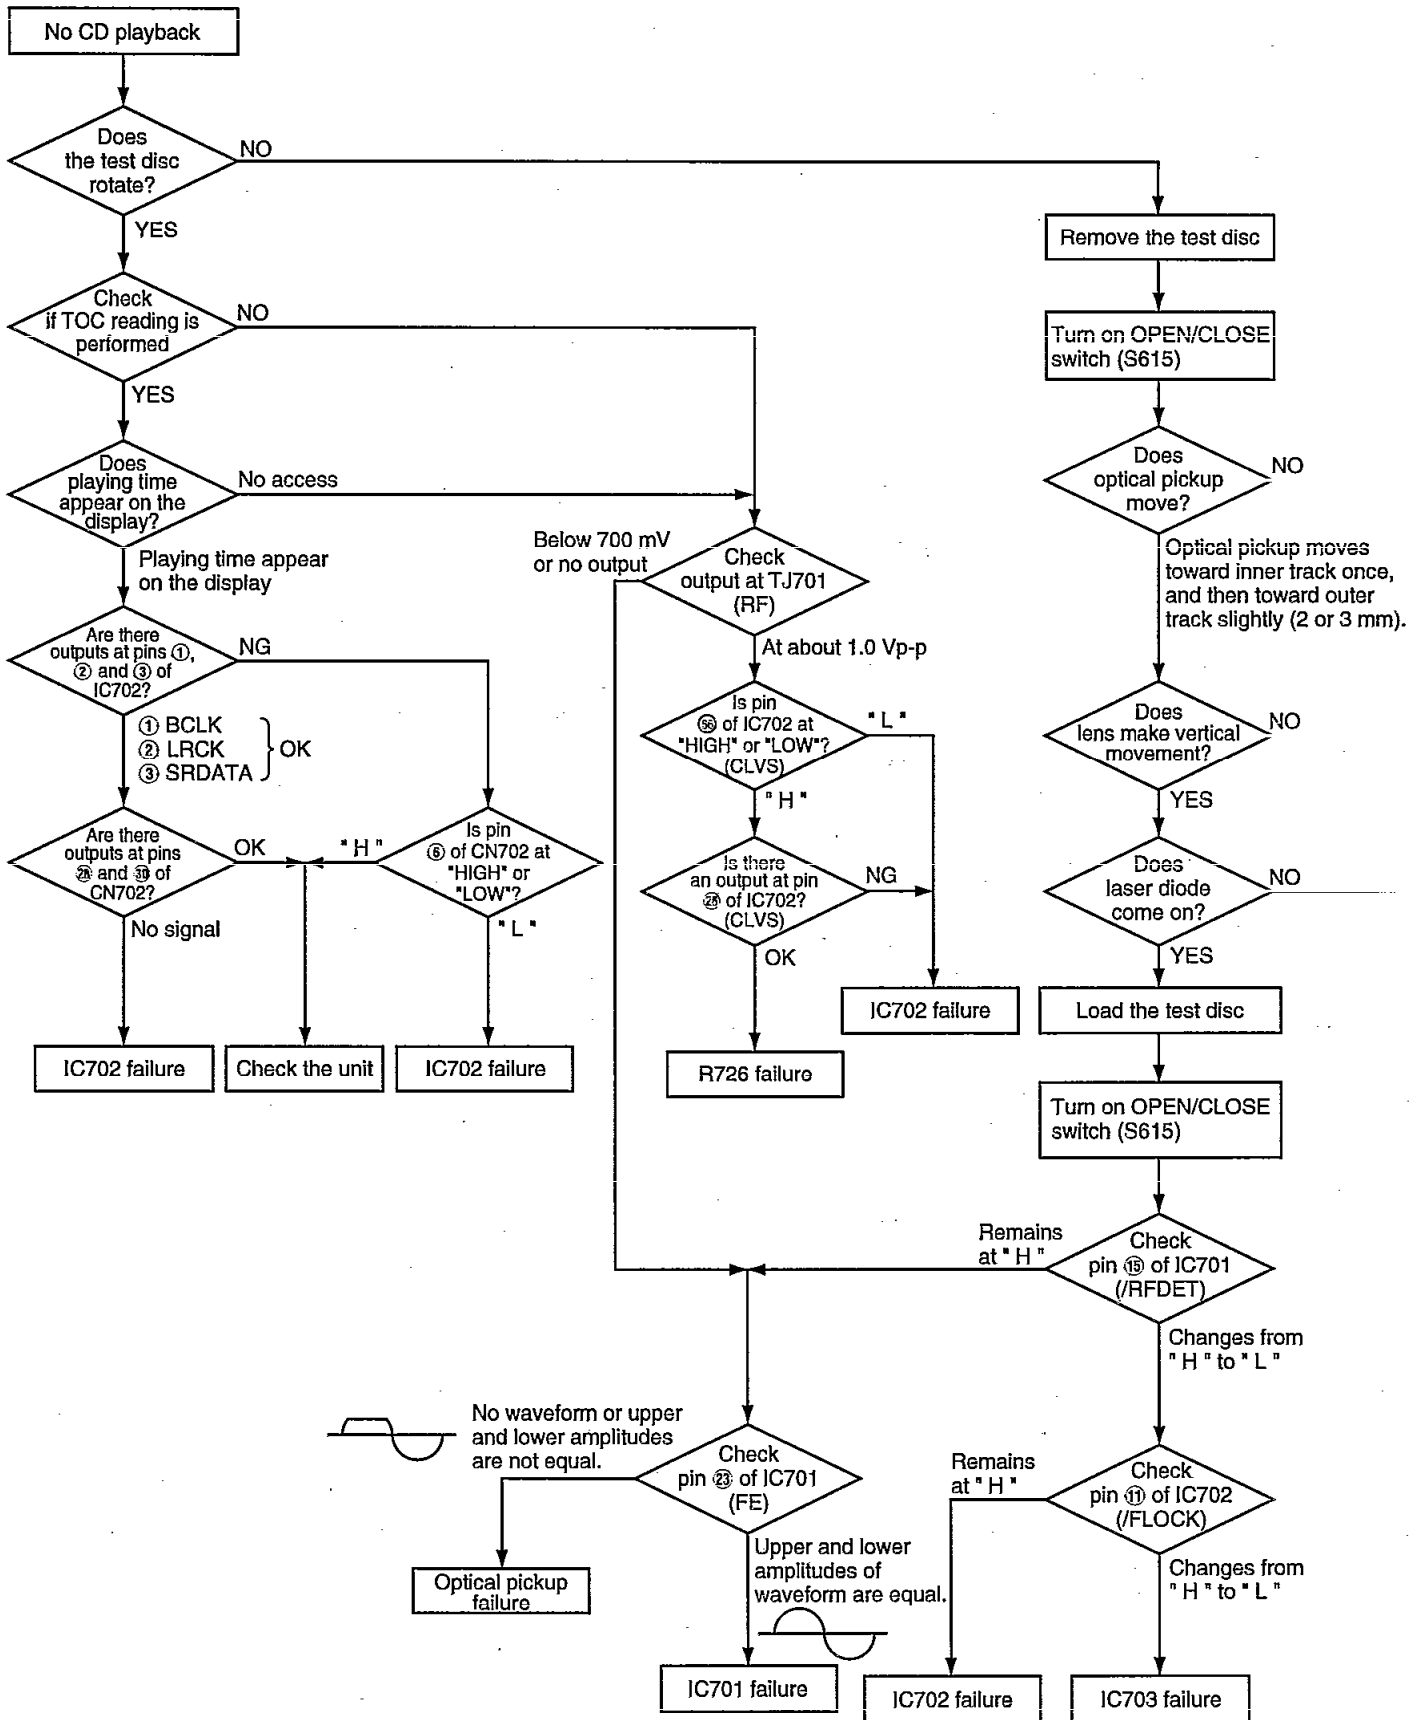 No CD playback
Does
the test disc
rotate?
NO
YES
Check
if TOC reading is
performed
NO
YES
Does
playing time
appear on the
display?
No access
Playing time appear
on the display
Are there
outputs at pins ①,
② and ③ of
IC702?
NG
① BCLK
② LRCK
③ SRDATA
OK
Are there
outputs at pins
㉘ and ㉚ of
CN702?
OK
No signal
"H"
Is pin
⑥ of CN702 at
"HIGH" or
"LOW"?
"L"
IC702 failure
Check the unit
IC702 failure
Below 700 mV
or no output
Check
output at TJ701
(RF)
At about 1.0 Vp-p
Is pin
of IC702 at
"HIGH" or "LOW"?
(CLVS)
"L"
"H"
Is there
an output at pin
㉘ of IC702?
(CLVS)
NG
OK
IC702 failure
R726 failure
Remove the test disc
Turn on OPEN/CLOSE
switch (S615)
Does
optical pickup
move?
NO
Optical pickup moves
toward inner track once,
and then toward outer
track slightly (2 or 3 mm).
Does
lens make vertical
movement?
NO
YES
Does
laser diode
come on?
NO
YES
Load the test disc
Turn on OPEN/CLOSE
switch (S615)
Check
pin ⑮ of IC701
(/RFDET)
Remains
at "H"
Changes from
"H" to "L"
No waveform or upper
and lower amplitudes
are not equal.
Check
pin ㉓ of IC701
(FE)
Optical pickup
failure
Upper and lower
amplitudes of
waveform are equal.
IC701 failure
Remains
at "H"
Check
pin ⑪ of IC702
(/FLOCK)
Changes from
"H" to "L"
IC702 failure
IC703 failure